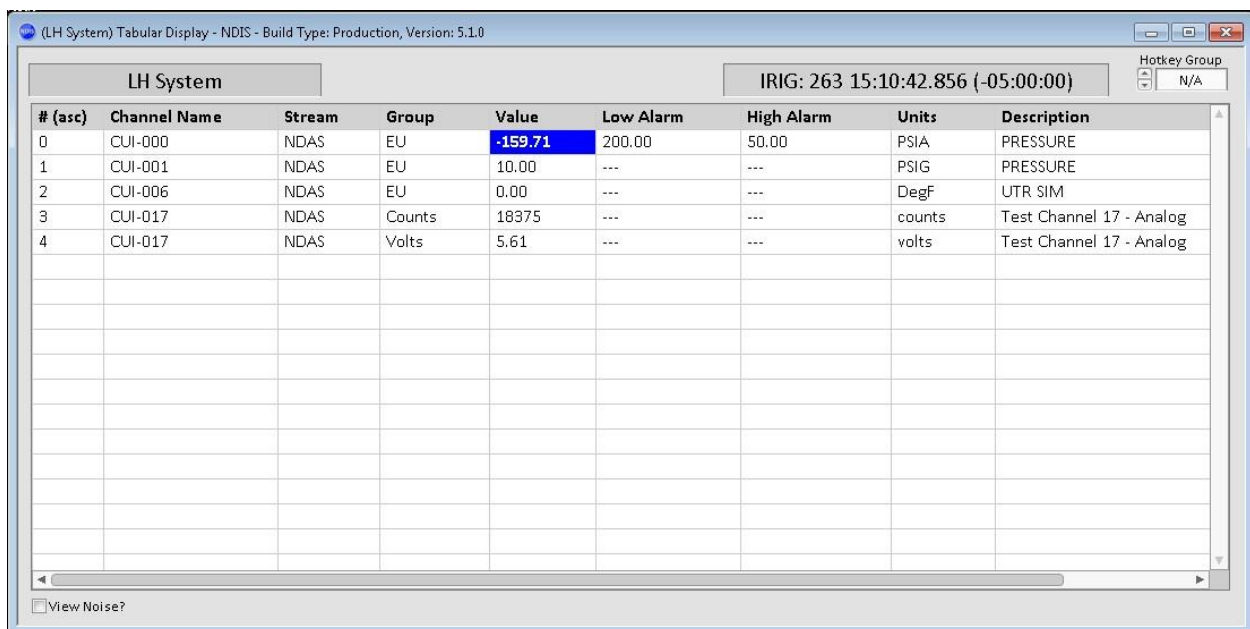 (LH System) Tabular Display - NDIS - Build Type: Production, Version: 5.1.0
LH System
IRIG: 263 15:10:42.856 (-05:00:00)
Hotkey Group
N/A
# (asc) Channel Name Stream Group Value Low Alarm High Alarm Units Description
0 CUI-000 NDAS EU -159.71 200.00 50.00 PSIA PRESSURE
1 CUI-001 NDAS EU 10.00 --- --- PSIG PRESSURE
2 CUI-006 NDAS EU 0.00 --- --- DegF UTR SIM
3 CUI-017 NDAS Counts 18375 --- --- counts Test Channel 17 - Analog
4 CUI-017 NDAS Volts 5.61 --- --- volts Test Channel 17 - Analog
View Noise?